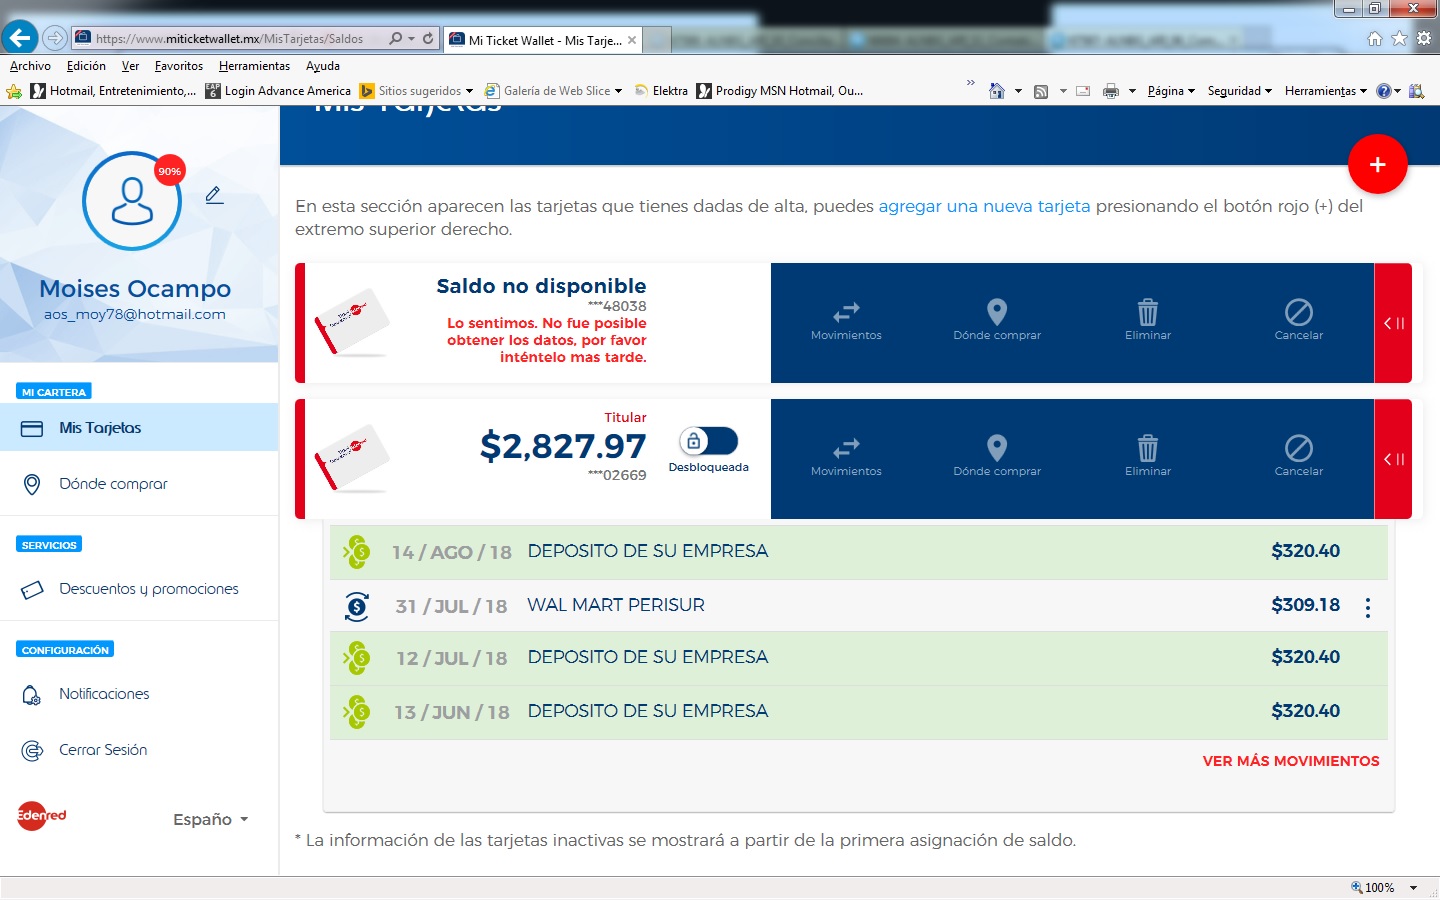 https://www.miticketwallet.mx/MisTarjetas/Saldos
Mi Ticket Wallet - Mis Tarje...
Archivo Edición Ver Favoritos Herramientas Ayuda
Hotmail, Entretenimiento,... Login Advance America Sitios sugeridos Galería de Web Slice Elektra Prodigy MSN Hotmail, Ou... » Página Seguridad Herramientas
Mis Tarjetas
90%
Moises Ocampo
aos_moy78@hotmail.com
MI CARTERA
Mis Tarjetas
Dónde comprar
SERVICIOS
Descuentos y promociones
CONFIGURACIÓN
Notificaciones
Cerrar Sesión
Edenred
Español
+
En esta sección aparecen las tarjetas que tienes dadas de alta, puedes agregar una nueva tarjeta presionando el botón rojo (+) del
extremo superior derecho.
Saldo no disponible
***48038
Lo sentimos. No fue posible
obtener los datos, por favor
inténtelo mas tarde.
Movimientos Dónde comprar Eliminar Cancelar
Titular
$2,827.97
***02669
Desbloqueada
Movimientos Dónde comprar Eliminar Cancelar
14 / AGO / 18 DEPOSITO DE SU EMPRESA $320.40
31 / JUL / 18 WAL MART PERISUR $309.18
12 / JUL / 18 DEPOSITO DE SU EMPRESA $320.40
13 / JUN / 18 DEPOSITO DE SU EMPRESA $320.40
VER MÁS MOVIMIENTOS
* La información de las tarjetas inactivas se mostrará a partir de la primera asignación de saldo.
100%